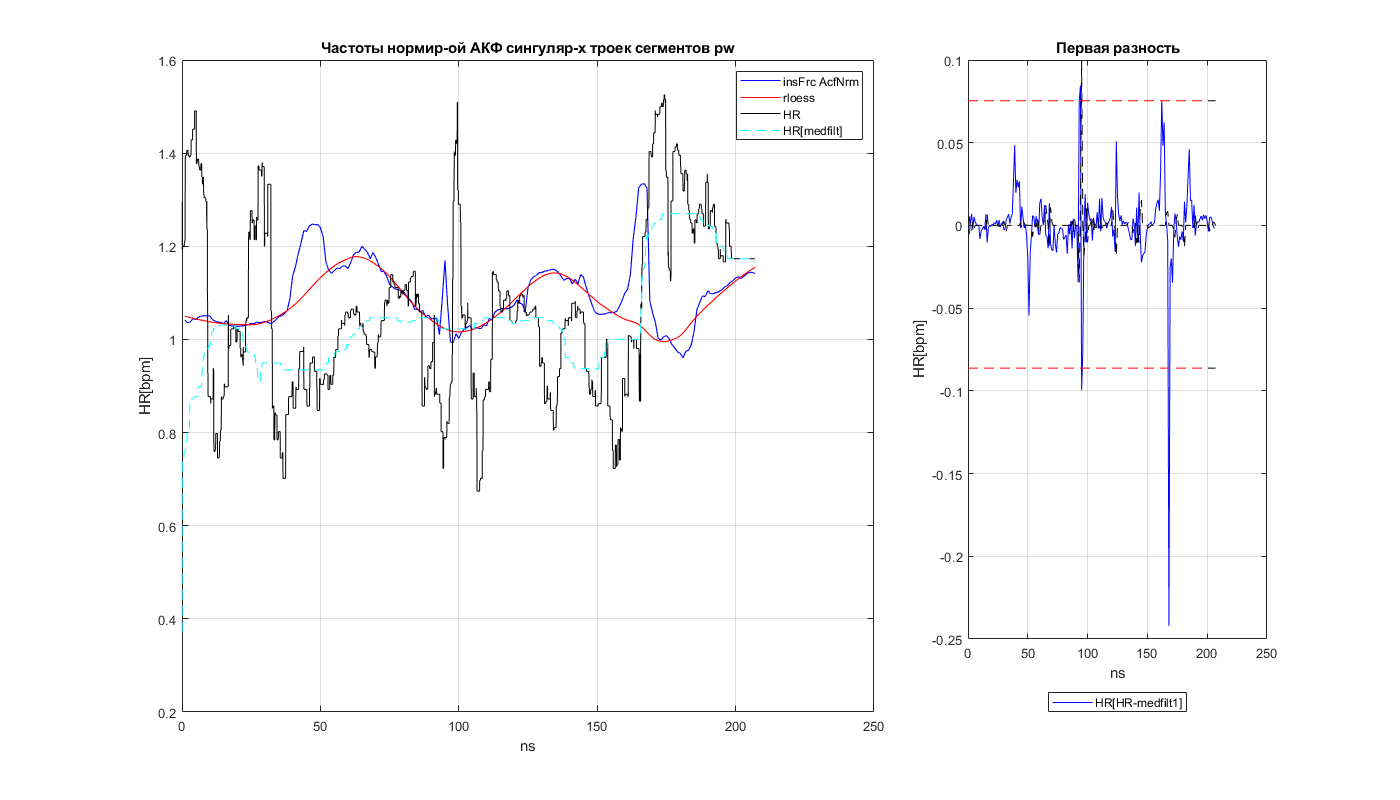 Частоты нормир-ой АКФ сингуляр-х троек сегментов pw
1.6
1.4
1.2
1
0.8
0.6
0.4
0.2
HR[bpm]
0
50
100
150
200
250
ns
insFrc AcfNrm
rloess
HR
HR[medfilt]
Первая разность
0.1
0.05
0
-0.05
-0.1
-0.15
-0.2
-0.25
HR[bpm]
0
50
100
150
200
250
ns
HR[HR-medfilt1]